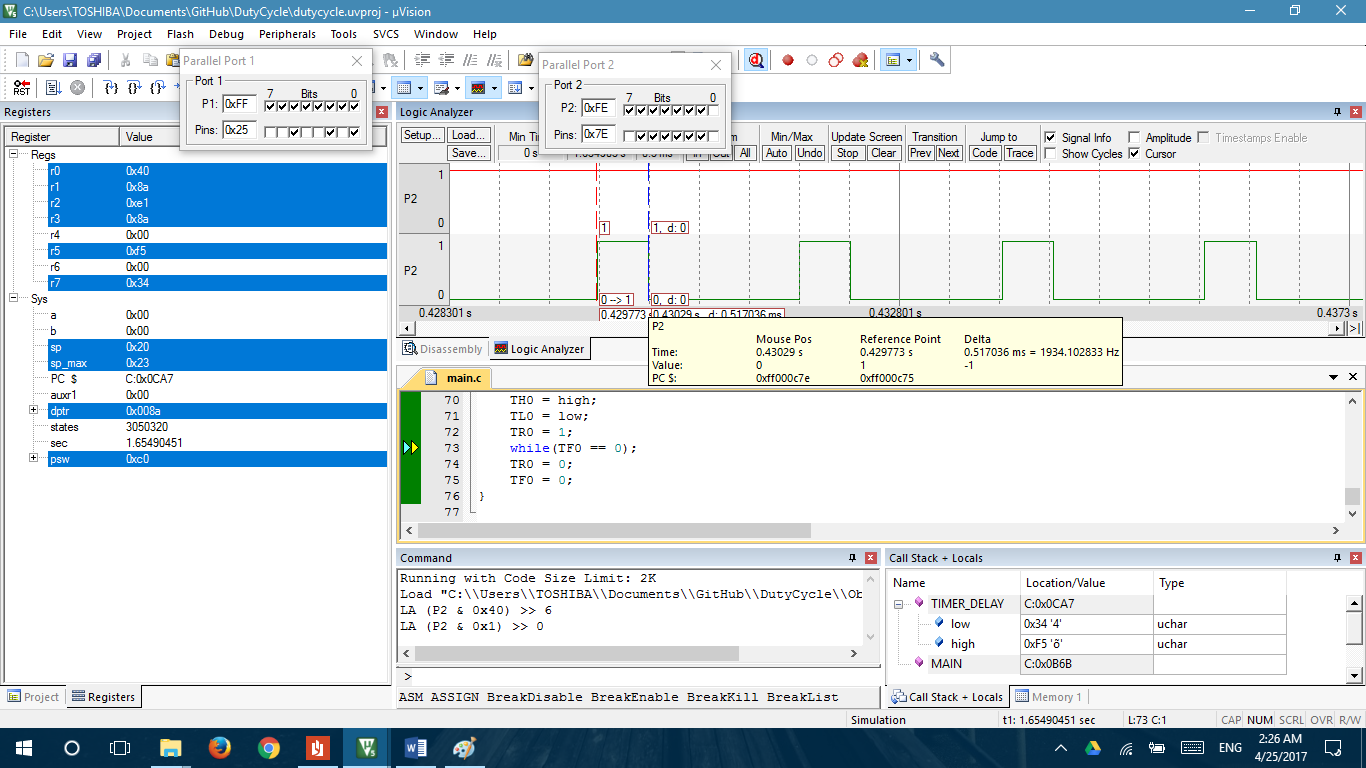 C:\Users\TOSHIBA\Documents\GitHub\DutyCycle\dutycycle.uvproj - µVision
File Edit View Project Flash Debug Peripherals Tools SVCS Window Help
Parallel Port 1
Port 1
7 Bits 0
P1: 0xFF
Pins: 0x25
Parallel Port 2
Port 2
7 Bits 0
P2: 0xFE
Pins: 0x7E
RST
Registers
Register Value
Regs
r0 0x40
r1 0x8a
r2 0xe1
r3 0x8a
r4 0x00
r5 0xf5
r6 0x00
r7 0x34
Sys
a 0x00
b 0x00
sp 0x20
sp_max 0x23
PC $ C:0x0CA7
auxr1 0x00
dptr 0x008a
states 3050320
sec 1.65490451
psw 0xc0
Project Registers
Logic Analyzer
Setup... Load... Min Ti Min/Max Update Screen Transition Jump to Signal Info Amplitude Timestamps Enable
Save... 0 s All Auto Undo Stop Clear Prev Next Code Trace Show Cycles Cursor
1
P2
0
1 1, d: 0
1
P2
0
0 --> 1 0, d: 0
0.428301 s 0.429773 s 0.43029 s, d: 0.517036 ms 0.432801 s 0.4373 s
P2
Mouse Pos Reference Point Delta
Time: 0.43029 s 0.429773 s 0.517036 ms = 1934.102833 Hz
Value: 0 1 -1
PC $: 0xff000c7e 0xff000c75
Disassembly Logic Analyzer
main.c
70 TH0 = high;
71 TL0 = low;
72 TR0 = 1;
73 while(TF0 == 0);
74 TR0 = 0;
75 TF0 = 0;
76 }
77
Command
Running with Code Size Limit: 2K
Load "C:\\Users\\TOSHIBA\\Documents\\GitHub\\DutyCycle\\Ob
LA (P2 & 0x40) >> 6
LA (P2 & 0x1) >> 0
>
ASM ASSIGN BreakDisable BreakEnable BreakKill BreakList
Call Stack + Locals
Name Location/Value Type
TIMER_DELAY C:0x0CA7
low 0x34 '4' uchar
high 0xF5 'õ' uchar
MAIN C:0x0B6B
Call Stack + Locals Memory 1
Simulation t1: 1.65490451 sec L:73 C:1 CAP NUM SCRL OVR R/W
ENG
2:26 AM
4/25/2017